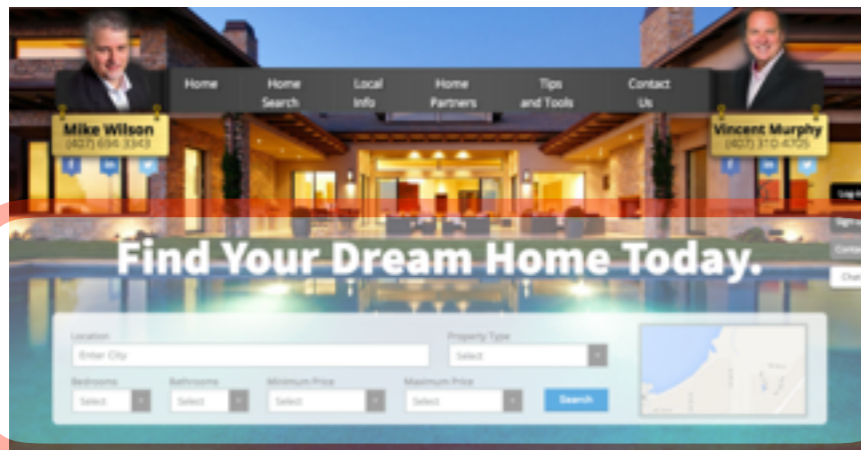 Home
Home Search
Local Info
Home Partners
Tips and Tools
Contact Us
Mike Wilson
(407) 694-3343
Vincent Murphy
(407) 310-4705
Find Your Dream Home Today.
Location
Property Type
Enter City
Select
Bedrooms
Bathrooms
Minimum Price
Maximum Price
Select
Select
Select
Select
Search